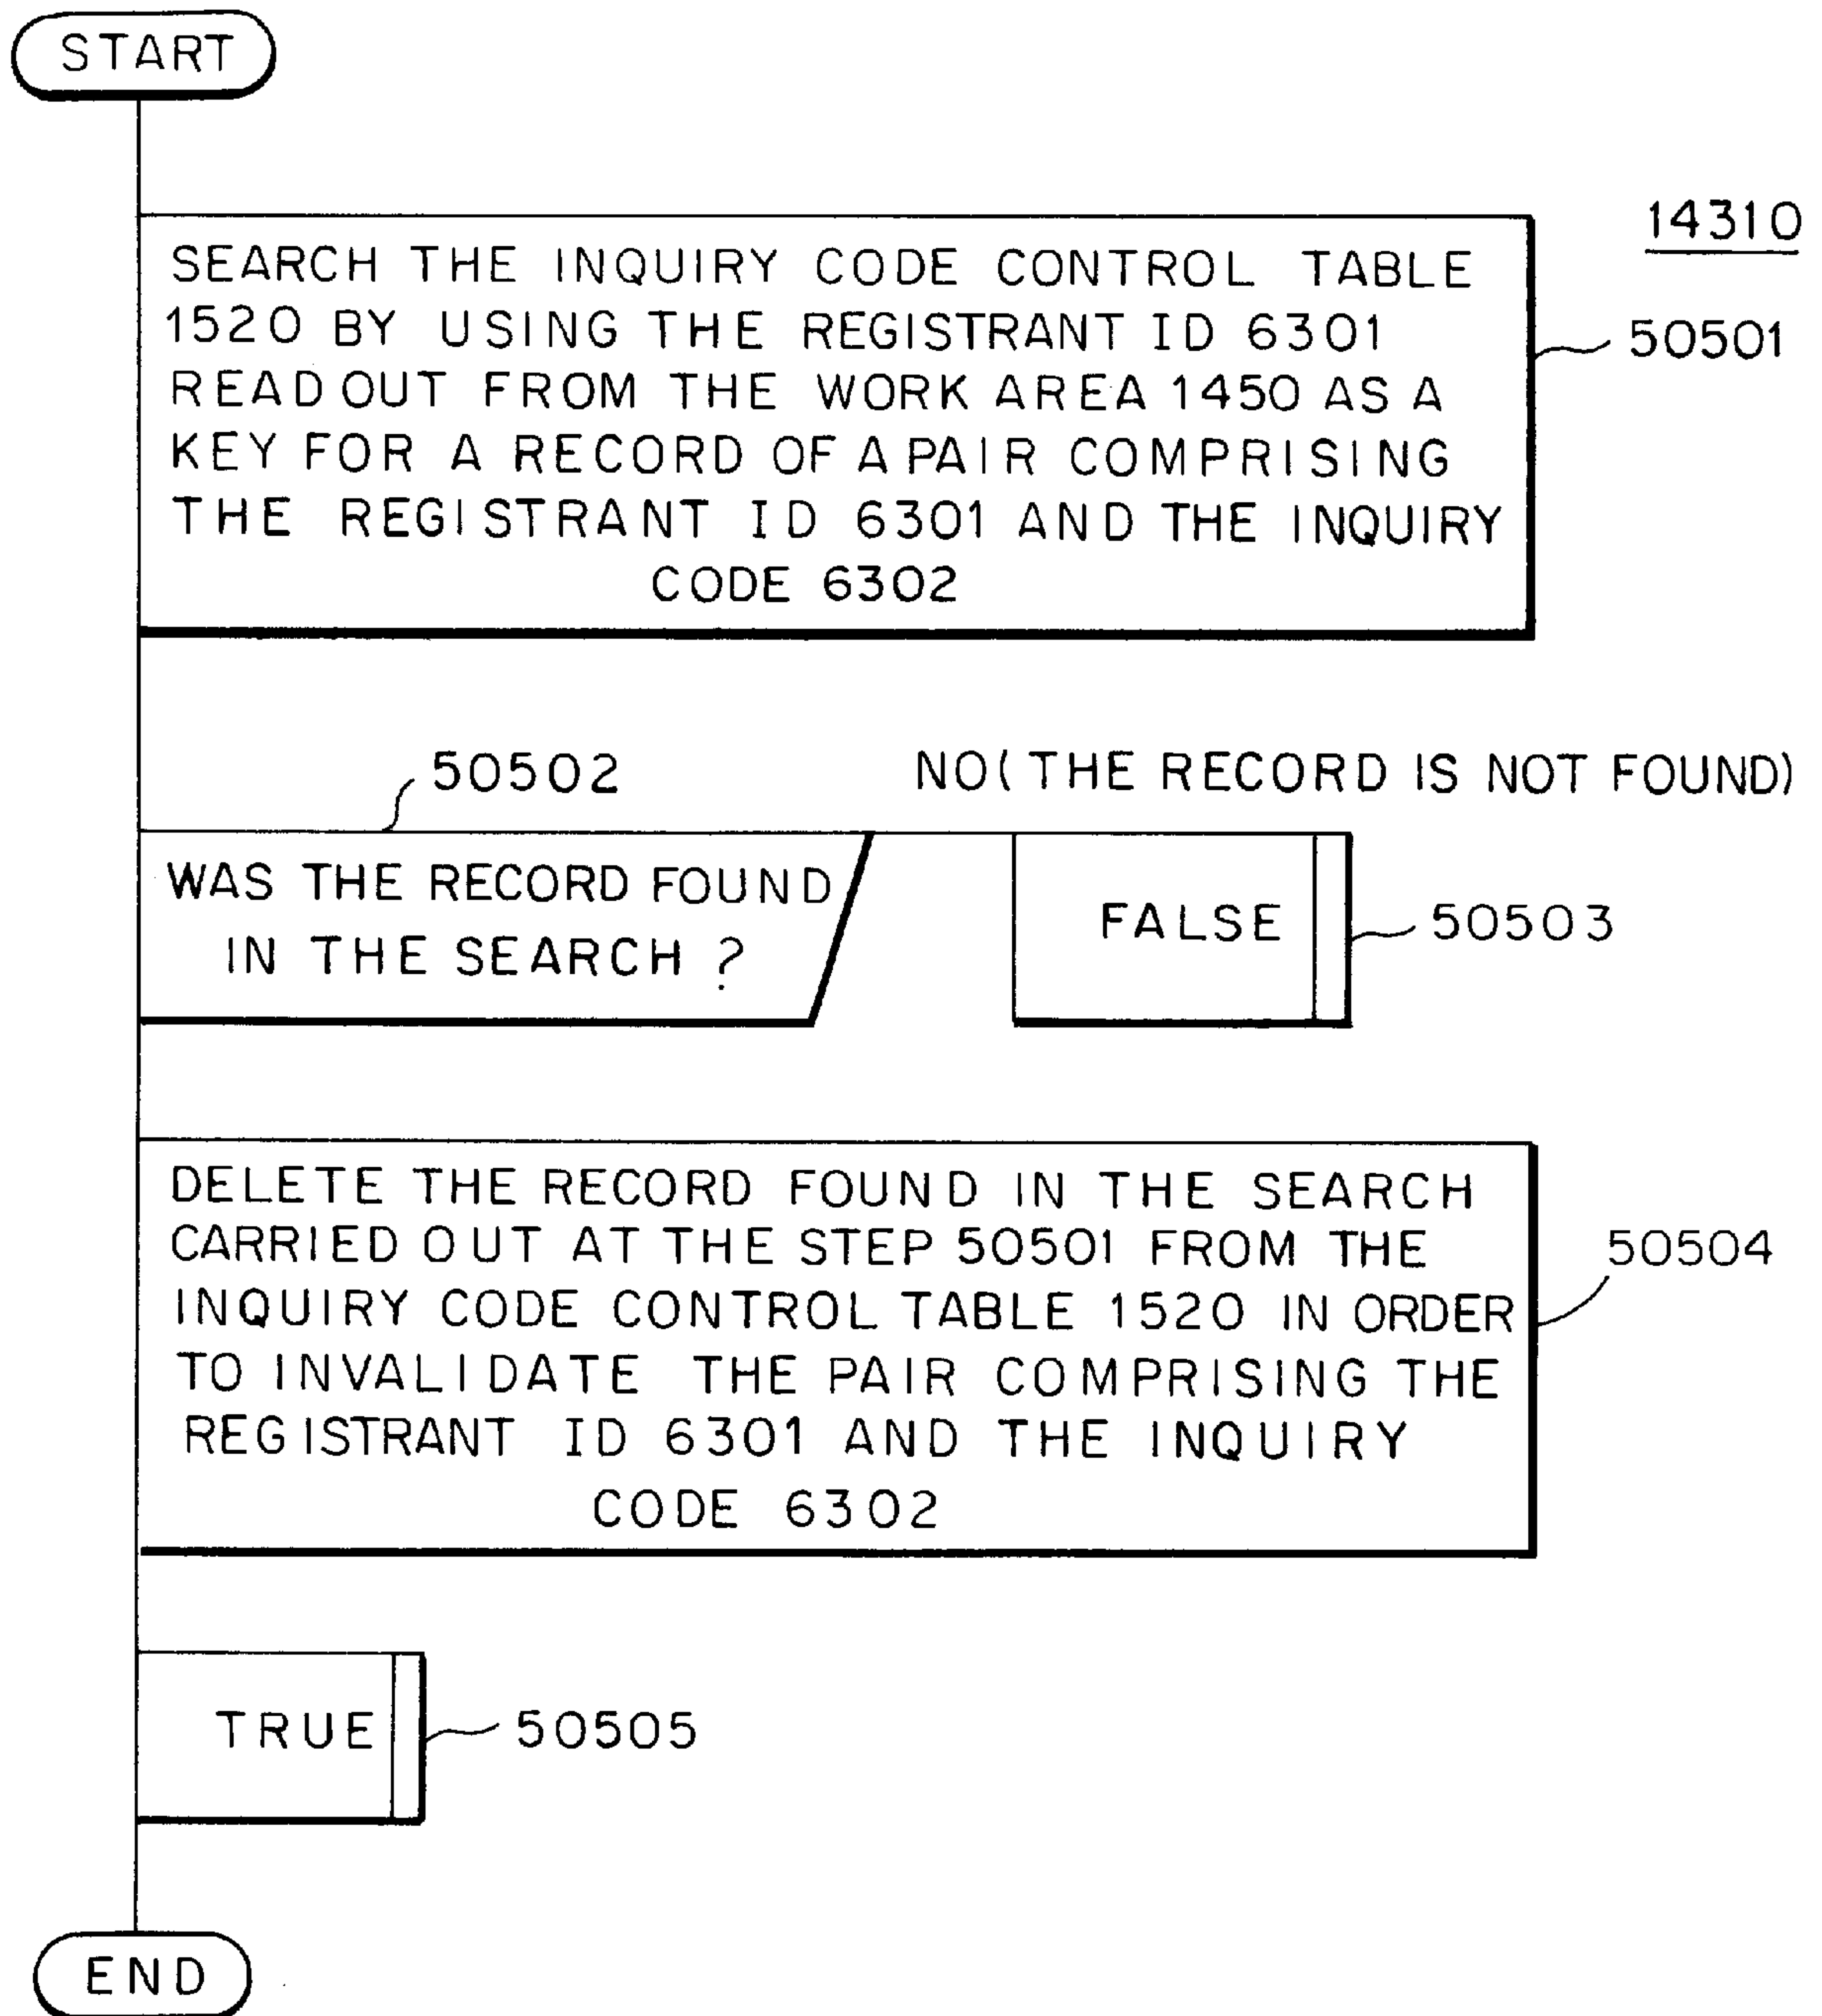 START
14310
SEARCH THE INQUIRY CODE CONTROL TABLE
1520 BY USING THE REGISTRANT ID 6301
READ OUT FROM THE WORK AREA 1450 AS A
KEY FOR A RECORD OF A PAIR COMPRISING
THE REGISTRANT ID 6301 AND THE INQUIRY
CODE 6302
50501
50502
NO (THE RECORD IS NOT FOUND)
WAS THE RECORD FOUND
IN THE SEARCH ?
FALSE
50503
DELETE THE RECORD FOUND IN THE SEARCH
CARRIED OUT AT THE STEP 50501 FROM THE
INQUIRY CODE CONTROL TABLE 1520 IN ORDER
TO INVALIDATE THE PAIR COMPRISING THE
REGISTRANT ID 6301 AND THE INQUIRY
CODE 6302
50504
TRUE
50505
END